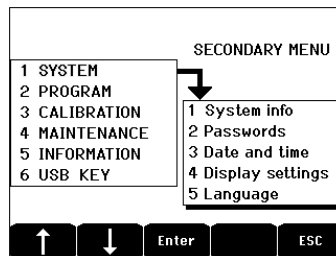 SECONDARY MENU
1 SYSTEM
2 PROGRAM
3 CALIBRATION
4 MAINTENANCE
5 INFORMATION
6 USB KEY
1 System info
2 Passwords
3 Date and time
4 Display settings
5 Language
↑ ↓ Enter ESC